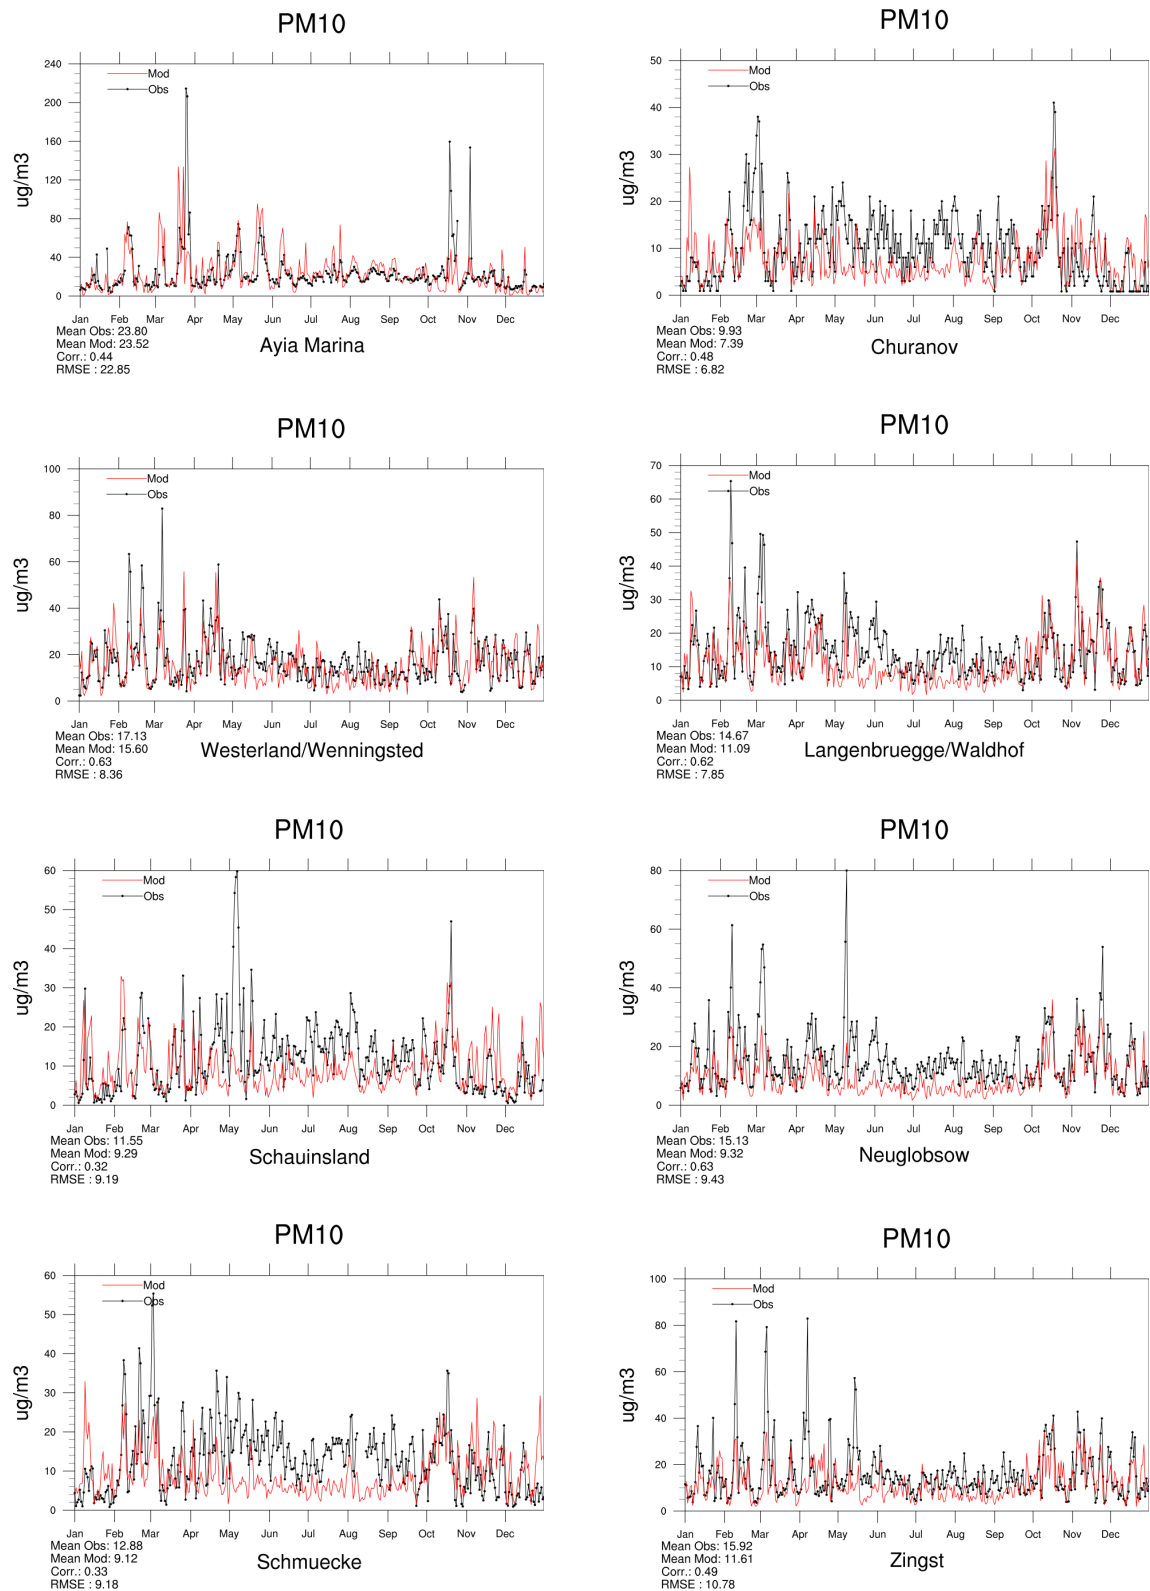 PM10
ug/m3
240
200
160
120
80
40
0
Mod
Obs
Jan Feb Mar Apr May Jun Jul Aug Sep Oct Nov Dec
Mean Obs: 23.80
Mean Mod: 23.52
Corr.: 0.44
RMSE : 22.85
Ayia Marina
PM10
ug/m3
50
40
30
20
10
0
Mod
Obs
Jan Feb Mar Apr May Jun Jul Aug Sep Oct Nov Dec
Mean Obs: 9.93
Mean Mod: 7.39
Corr.: 0.48
RMSE : 6.82
Churanov
PM10
ug/m3
100
80
60
40
20
0
Mod
Obs
Jan Feb Mar Apr May Jun Jul Aug Sep Oct Nov Dec
Mean Obs: 17.13
Mean Mod: 15.60
Corr.: 0.63
RMSE : 8.36
Westerland/Wenningsted
PM10
ug/m3
70
60
50
40
30
20
10
0
Mod
Obs
Jan Feb Mar Apr May Jun Jul Aug Sep Oct Nov Dec
Mean Obs: 14.67
Mean Mod: 11.09
Corr.: 0.62
RMSE : 7.85
Langenbruegge/Waldhof
PM10
ug/m3
60
50
40
30
20
10
0
Mod
Obs
Jan Feb Mar Apr May Jun Jul Aug Sep Oct Nov Dec
Mean Obs: 11.55
Mean Mod: 9.29
Corr.: 0.32
RMSE : 9.19
Schauinsland
PM10
ug/m3
80
60
40
20
0
Mod
Obs
Jan Feb Mar Apr May Jun Jul Aug Sep Oct Nov Dec
Mean Obs: 15.13
Mean Mod: 9.32
Corr.: 0.63
RMSE : 9.43
Neuglobsow
PM10
ug/m3
60
50
40
30
20
10
0
Mod
Obs
Jan Feb Mar Apr May Jun Jul Aug Sep Oct Nov Dec
Mean Obs: 12.88
Mean Mod: 9.12
Corr.: 0.33
RMSE : 9.18
Schmuecke
PM10
ug/m3
100
80
60
40
20
0
Mod
Obs
Jan Feb Mar Apr May Jun Jul Aug Sep Oct Nov Dec
Mean Obs: 15.92
Mean Mod: 11.61
Corr.: 0.49
RMSE : 10.78
Zingst